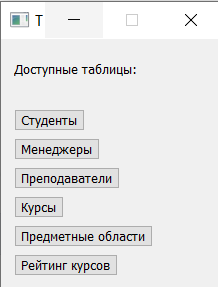 T
Доступные таблицы:
Студенты
Менеджеры
Преподаватели
Курсы
Предметные области
Рейтинг курсов